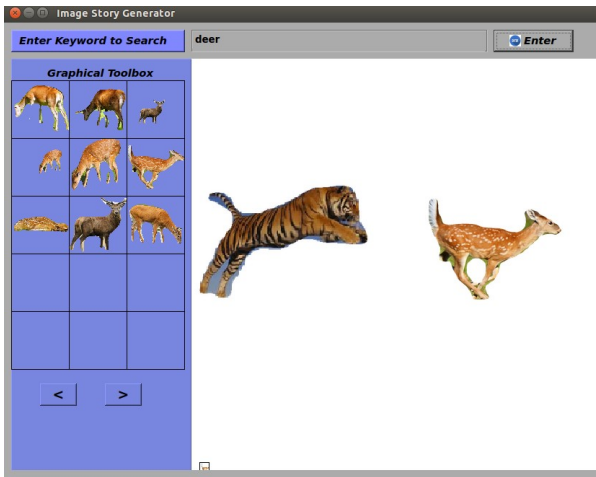 Image Story Generator
Enter Keyword to Search
deer
Enter
Graphical Toolbox
< >